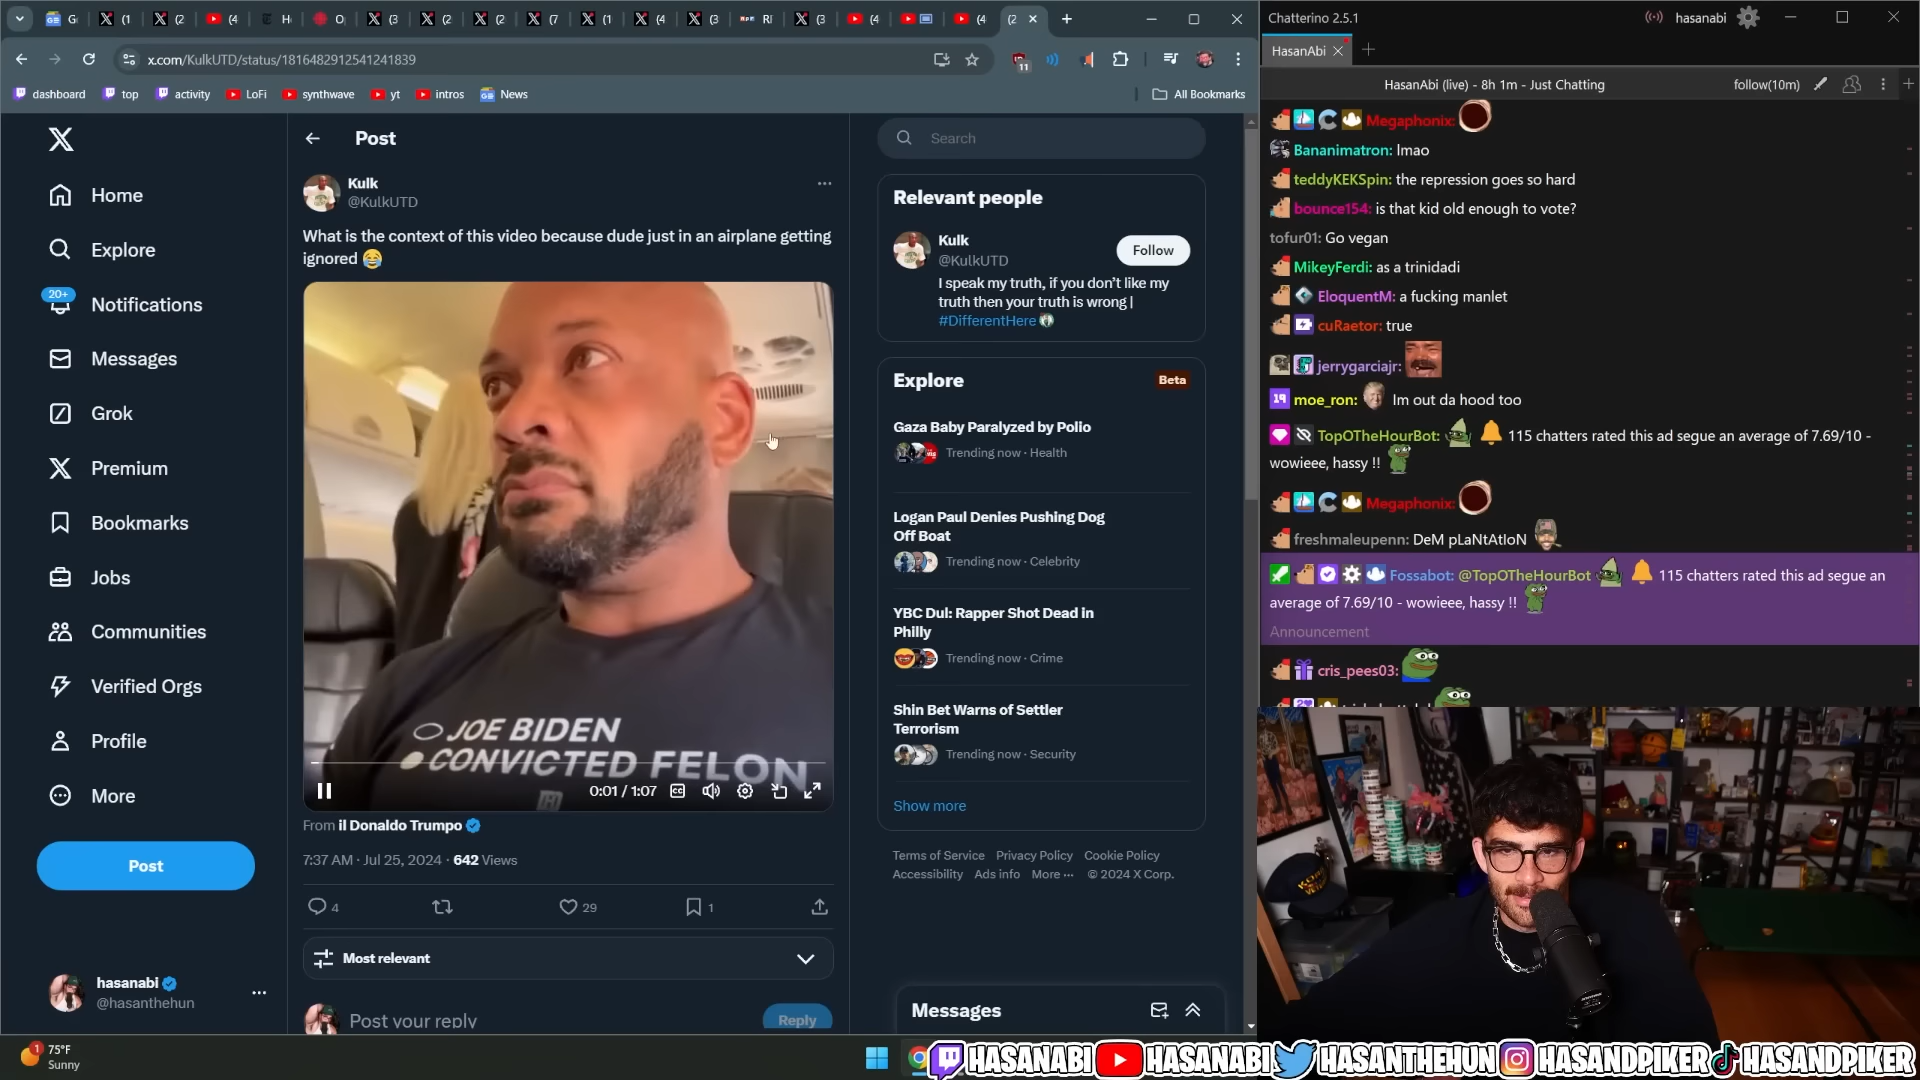 x.com/KulkUTD/status/1816482912541241839
11
dashboard
top
activity
LoFi
synthwave
yt
intros
News
All Bookmarks
Home
Explore
20+
Notifications
Messages
Grok
Premium
Bookmarks
Jobs
Communities
Verified Orgs
Profile
More
Post
hasanabi
@hasanthehun
Post
Kulk
@KulkUTD
What is the context of this video because dude just in an airplane getting
ignored 😂
JOE BIDEN
CONVICTED FELON
0:01 / 1:07
From il Donaldo Trumpo
7:37 AM · Jul 25, 2024 · 642 Views
4
29
1
Most relevant
Post your reply
Reply
Search
Relevant people
Kulk
@KulkUTD
Follow
I speak my truth, if you don't like my
truth then your truth is wrong |
#DifferentHere
Explore
Beta
Gaza Baby Paralyzed by Polio
Trending now · Health
Logan Paul Denies Pushing Dog
Off Boat
Trending now · Celebrity
YBC Dul: Rapper Shot Dead in
Philly
Trending now · Crime
Shin Bet Warns of Settler
Terrorism
Trending now · Security
Show more
Terms of Service Privacy Policy Cookie Policy
Accessibility Ads info More ··· © 2024 X Corp.
Messages
Chatterino 2.5.1
hasanabi
HasanAbi
HasanAbi (live) - 8h 1m - Just Chatting
follow(10m)
Megaphonix:
Bananimatron: lmao
teddyKEKSpin: the repression goes so hard
bounce154: is that kid old enough to vote?
tofur01: Go vegan
MikeyFerdi: as a trinidadi
EloquentM: a fucking manlet
cuRaetor: true
jerrygarciajr:
19 moe_ron: Im out da hood too
TopOTheHourBot: 115 chatters rated this ad segue an average of 7.69/10 -
wowieee, hassy !!
Megaphonix:
freshmaleupenn: DeM pLaNtAtIoN
Fossabot: @TopOTheHourBot 115 chatters rated this ad segue an
average of 7.69/10 - wowieee, hassy !!
Announcement
cris_pees03:
1
75°F
Sunny
HASANABI HASANABI HASANTHEHUN HASANDPIKER HASANDPIKER